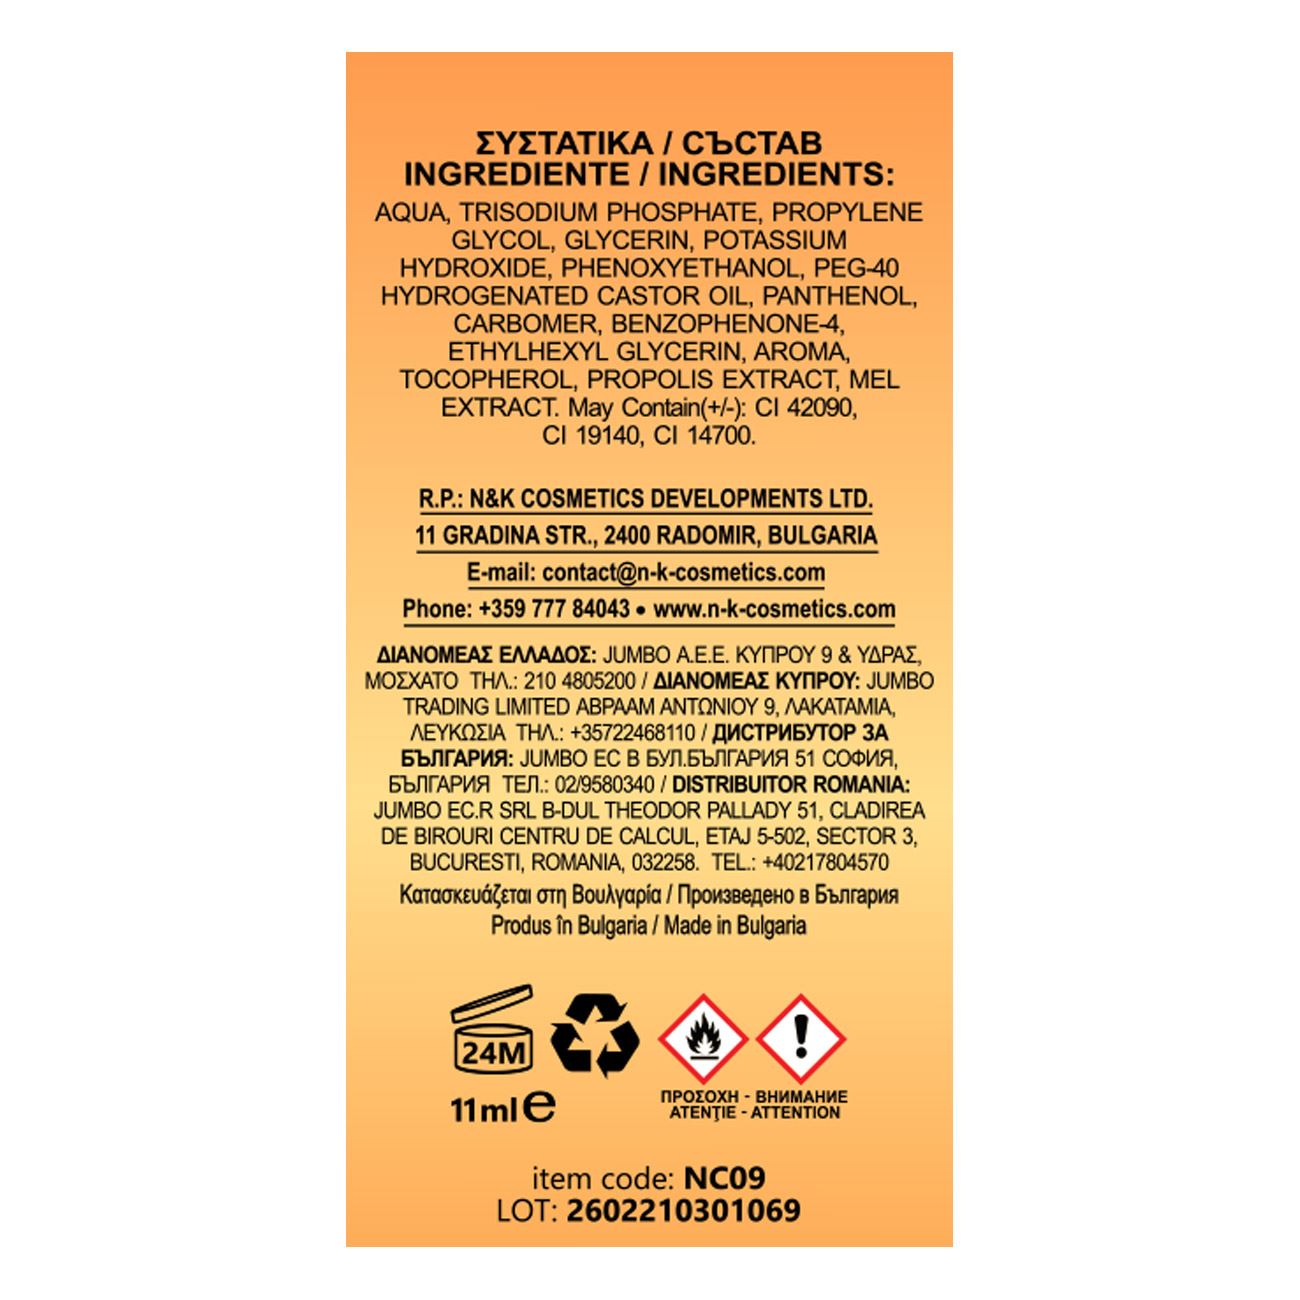 ΣΥΣΤΑΤΙΚΑ / СЪСТАВ
INGREDIENTE / INGREDIENTS:
AQUA, TRISODIUM PHOSPHATE, PROPYLENE
GLYCOL, GLYCERIN, POTASSIUM
HYDROXIDE, PHENOXYETHANOL, PEG-40
HYDROGENATED CASTOR OIL, PANTHENOL,
CARBOMER, BENZOPHENONE-4,
ETHYLHEXYL GLYCERIN, AROMA,
TOCOPHEROL, PROPOLIS EXTRACT, MEL
EXTRACT. May Contain(+/-): CI 42090,
CI 19140, CI 14700.
R.P.: N&K COSMETICS DEVELOPMENTS LTD.
11 GRADINA STR., 2400 RADOMIR, BULGARIA
E-mail: contact@n-k-cosmetics.com
Phone: +359 777 84043 • www.n-k-cosmetics.com
ΔΙΑΝΟΜΕΑΣ ΕΛΛΑΔΟΣ: JUMBO Α.Ε.Ε. ΚΥΠΡΟΥ 9 & ΥΔΡΑΣ,
ΜΟΣΧΑΤΟ ΤΗΛ.: 210 4805200 / ΔΙΑΝΟΜΕΑΣ ΚΥΠΡΟΥ: JUMBO
TRADING LIMITED ΑΒΡΑΑΜ ΑΝΤΩΝΙΟΥ 9, ΛΑΚΑΤΑΜΙΑ,
ΛΕΥΚΩΣΙΑ ΤΗΛ.: +35722468110 / ДИСТРИБУТОР ЗА
БЪЛГАРИЯ: JUMBO EC B БУЛ.БЪЛГАРИЯ 51 СОФИЯ,
БЪЛГАРИЯ ТЕЛ.: 02/9580340 / DISTRIBUITOR ROMANIA:
JUMBO EC.R SRL B-DUL THEODOR PALLADY 51, CLADIREA
DE BIROURI CENTRU DE CALCUL, ETAJ 5-502, SECTOR 3,
BUCURESTI, ROMANIA, 032258. TEL.: +40217804570
Κατασκευάζεται στη Βουλγαρία / Произведено в България
Produs în Bulgaria / Made in Bulgaria
24M
11ml e
ΠΡΟΣΟΧΗ - ВНИМАНИЕ
ATENŢIE - ATTENTION
item code: NC09
LOT: 2602210301069